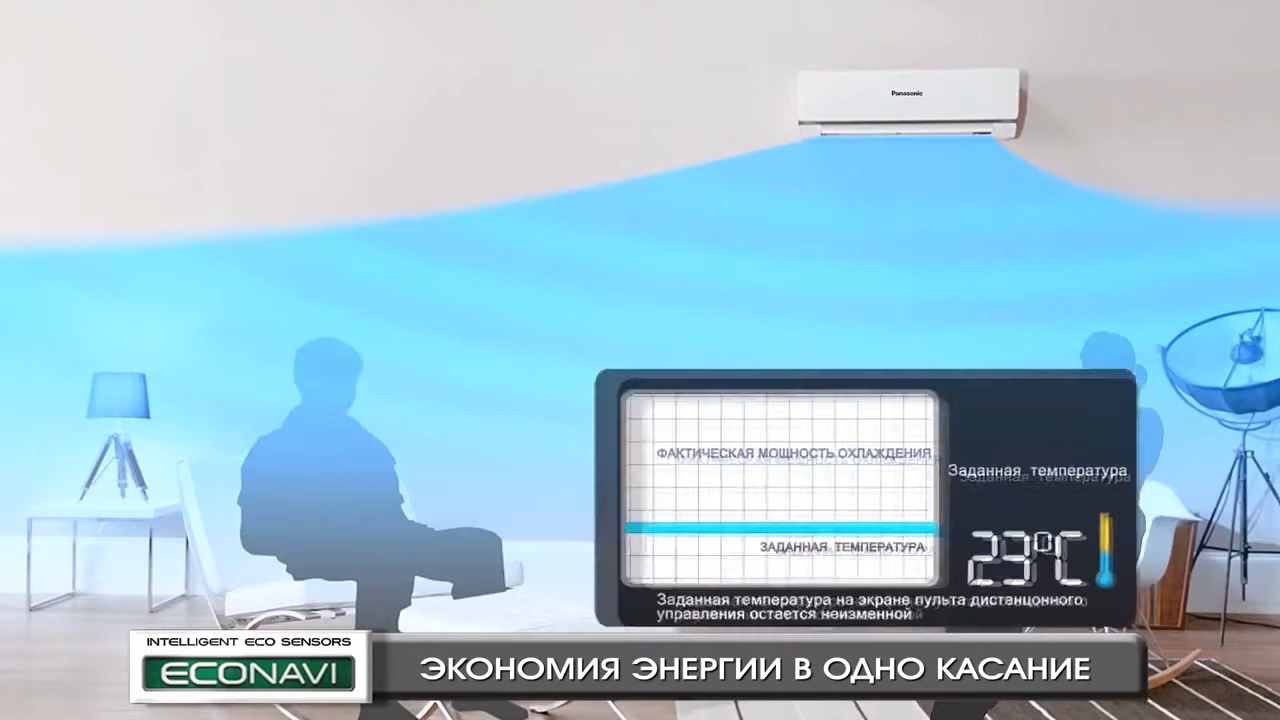 Panasonic
ФАКТИЧЕСКАЯ МОЩНОСТЬ ОХЛАЖДЕНИЯ
Заданная температура
ЗАДАННАЯ ТЕМПЕРАТУРА
23°C
Заданная температура на экране пульта дистанцонного
управления остается неизменной
INTELLIGENT ECO SENSORS
ECONAVI
ЭКОНОМИЯ ЭНЕРГИИ В ОДНО КАСАНИЕ